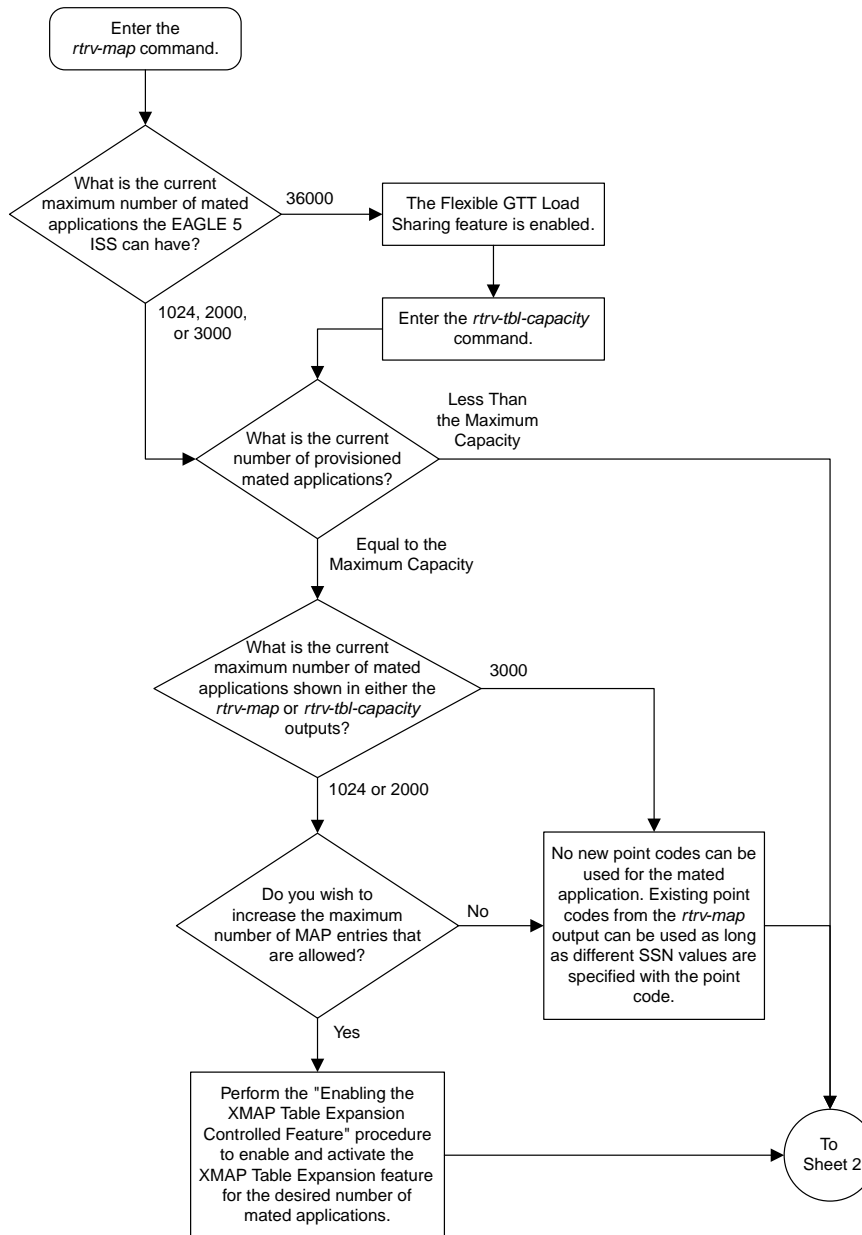 Enter the
rtrv-map command.
What is the current
maximum number of mated
applications the EAGLE 5
ISS can have?
36000
The Flexible GTT Load
Sharing feature is enabled.
1024, 2000,
or 3000
Enter the rtrv-tbl-capacity
command.
Less Than
the Maximum
Capacity
What is the current
number of provisioned
mated applications?
Equal to the
Maximum Capacity
What is the current
maximum number of mated
applications shown in either the
rtrv-map or rtrv-tbl-capacity
outputs?
3000
1024 or 2000
Do you wish to
increase the maximum
number of MAP entries that
are allowed?
No
No new point codes can be
used for the mated
application. Existing point
codes from the rtrv-map
output can be used as long
as different SSN values are
specified with the point
code.
Yes
Perform the "Enabling the
XMAP Table Expansion
Controlled Feature" procedure
to enable and activate the
XMAP Table Expansion feature
for the desired number of
mated applications.
To
Sheet 2